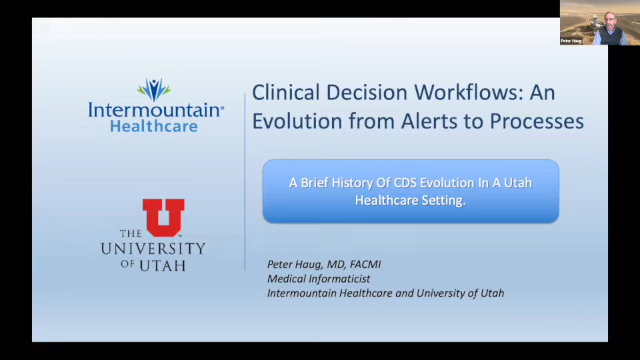 Peter Haug
Intermountain®
Healthcare
Clinical Decision Workflows: An
Evolution from Alerts to Processes
A Brief History Of CDS Evolution In A Utah
Healthcare Setting.
THE
UNIVERSITY
OF UTAH
Peter Haug, MD, FACMI
Medical Informaticist
Intermountain Healthcare and University of Utah